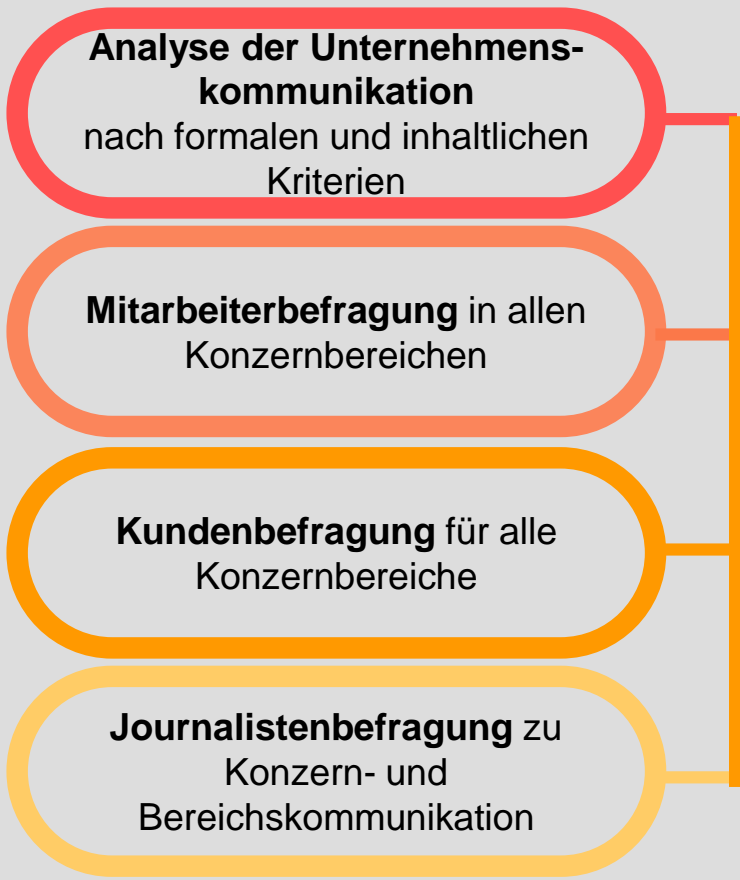 Analyse der Unternehmens-
kommunikation
nach formalen und inhaltlichen
Kriterien
Mitarbeiterbefragung in allen
Konzernbereichen
Kundenbefragung für alle
Konzernbereiche
Journalistenbefragung zu
Konzern- und
Bereichskommunikation